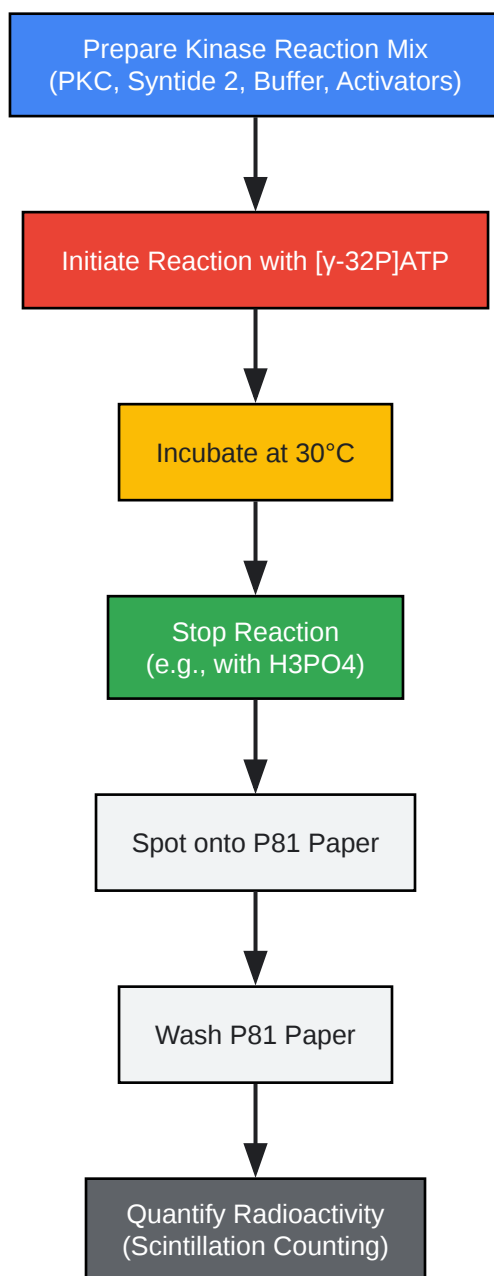 Prepare Kinase Reaction Mix
(PKC, Syntide 2, Buffer, Activators)
Initiate Reaction with [γ-32P]ATP
Incubate at 30°C
Stop Reaction
(e.g., with H3PO4)
Spot onto P81 Paper
Wash P81 Paper
Quantify Radioactivity
(Scintillation Counting)